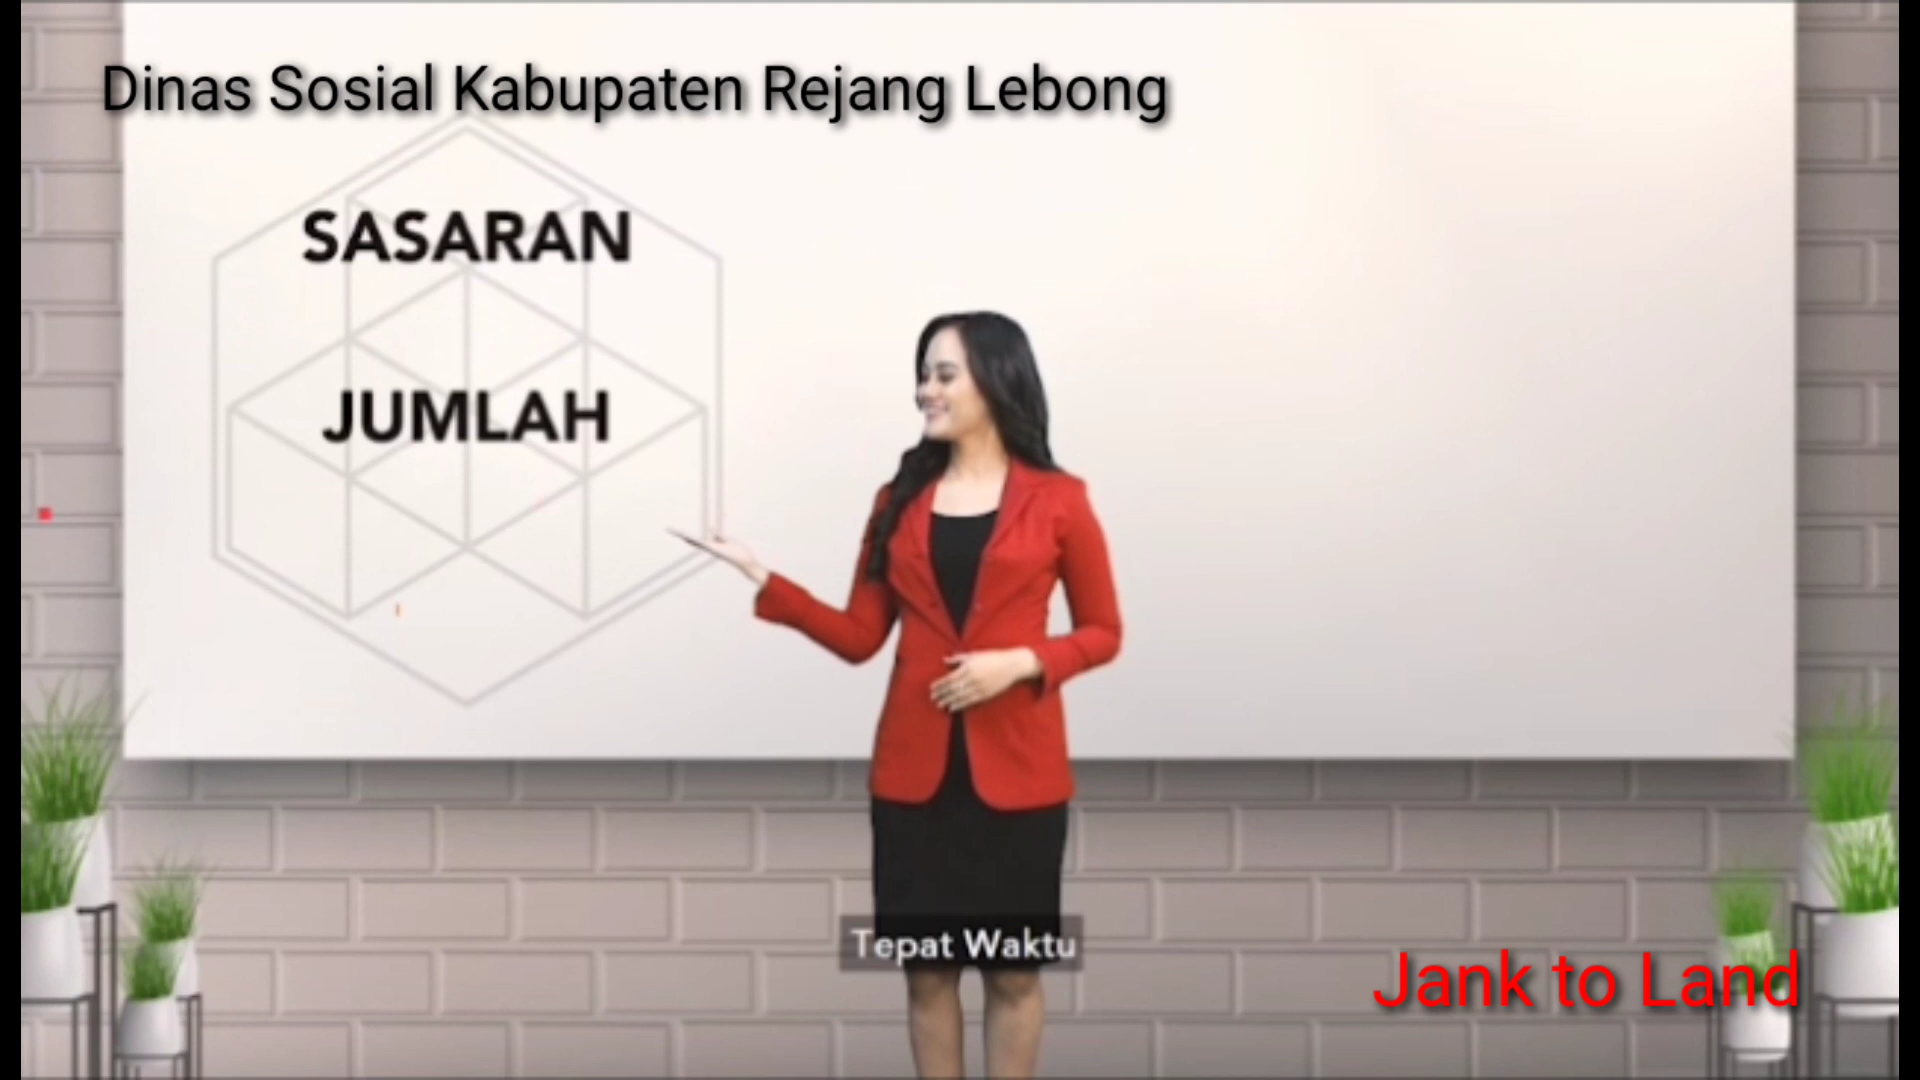 Dinas Sosial Kabupaten Rejang Lebong
SASARAN
JUMLAH
Tepat Waktu
Jank to Land